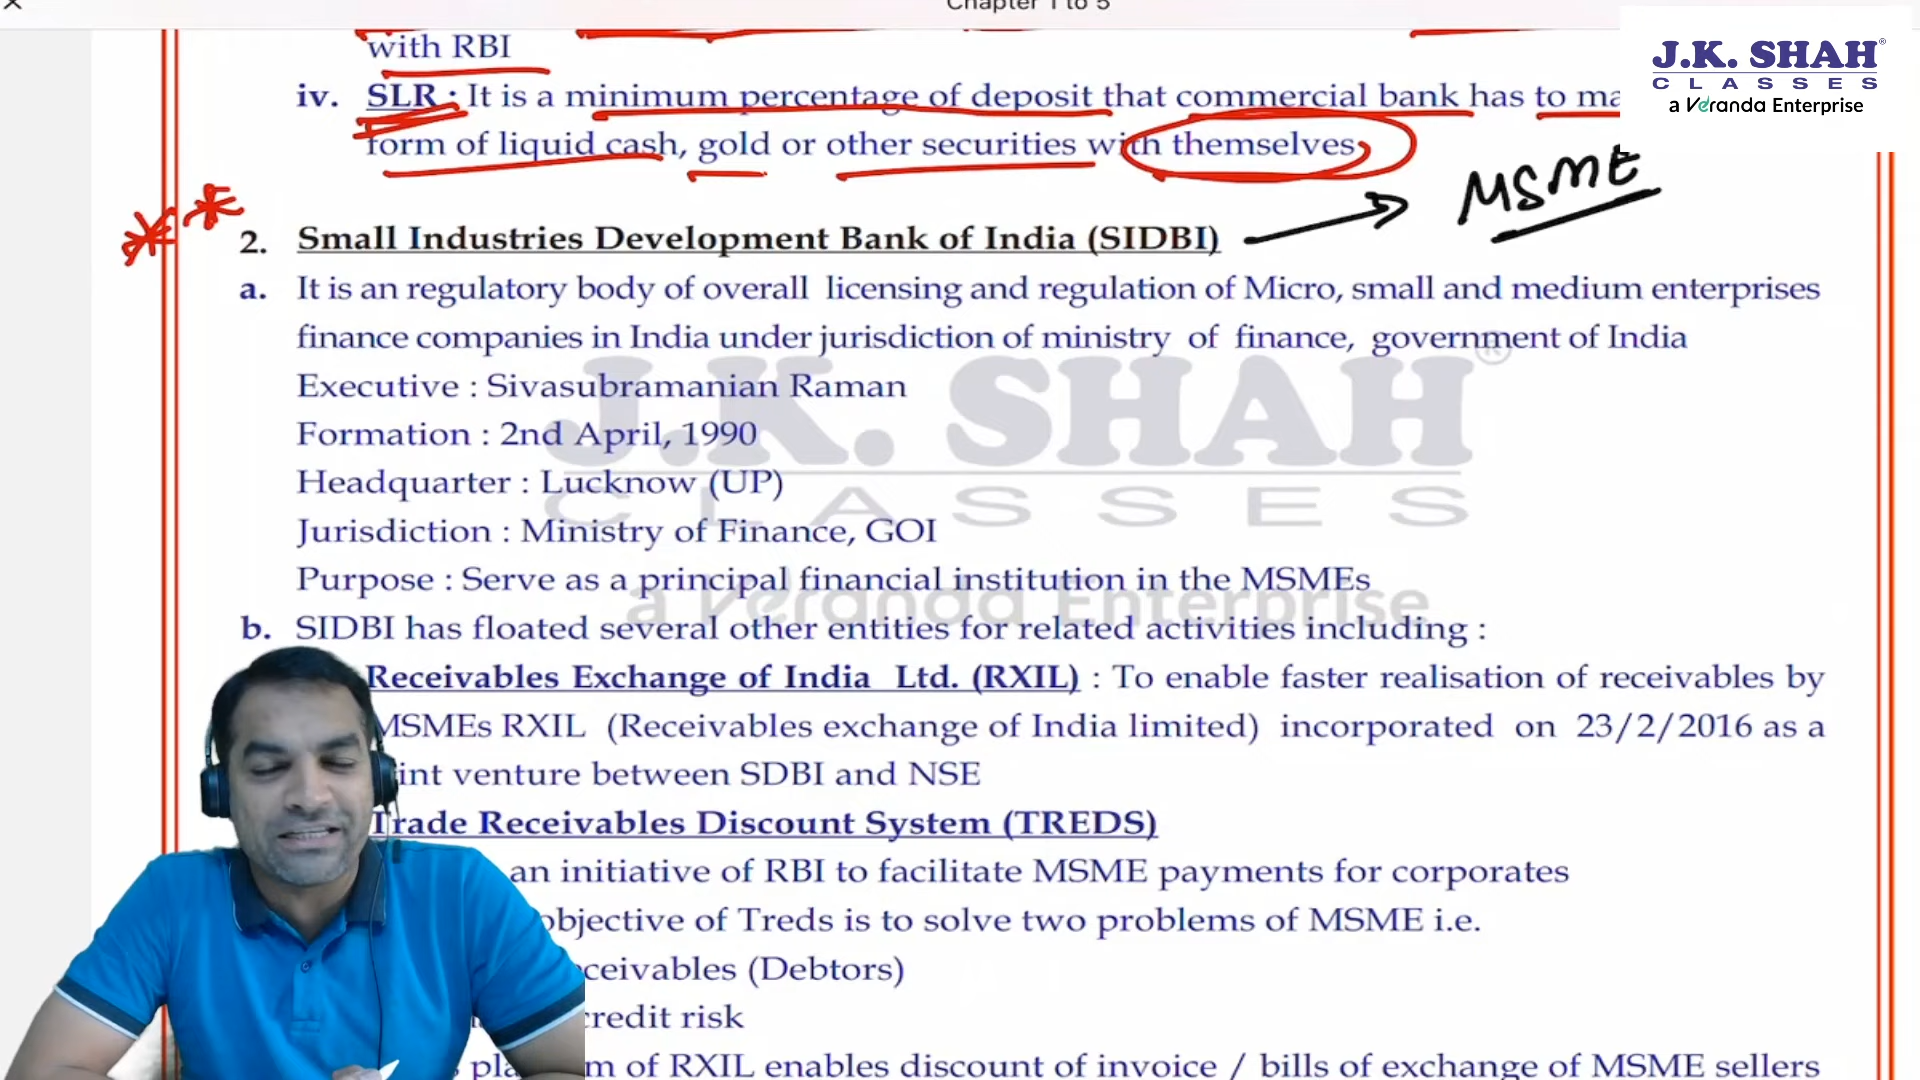 Chapter 1 to 5
with RBI
J.K. SHAH®
CLASSES
a Veranda Enterprise
iv. SLR : It is a minimum percentage of deposit that commercial bank has to ma
form of liquid cash, gold or other securities with themselves
MSME
2. Small Industries Development Bank of India (SIDBI)
a. It is an regulatory body of overall licensing and regulation of Micro, small and medium enterprises
finance companies in India under jurisdiction of ministry of finance, government of India
Executive : Sivasubramanian Raman
Formation : 2nd April, 1990
Headquarter : Lucknow (UP)
Jurisdiction : Ministry of Finance, GOI
Purpose : Serve as a principal financial institution in the MSMEs
J.K. SHAH®
CLASSES
a Veranda Enterprise
b. SIDBI has floated several other entities for related activities including :
Receivables Exchange of India Ltd. (RXIL) : To enable faster realisation of receivables by
MSMEs RXIL (Receivables exchange of India limited) incorporated on 23/2/2016 as a
int venture between SDBI and NSE
Trade Receivables Discount System (TREDS)
an initiative of RBI to facilitate MSME payments for corporates
objective of Treds is to solve two problems of MSME i.e.
ceivables (Debtors)
credit risk
of RXIL enables discount of invoice / bills of exchange of MSME sellers